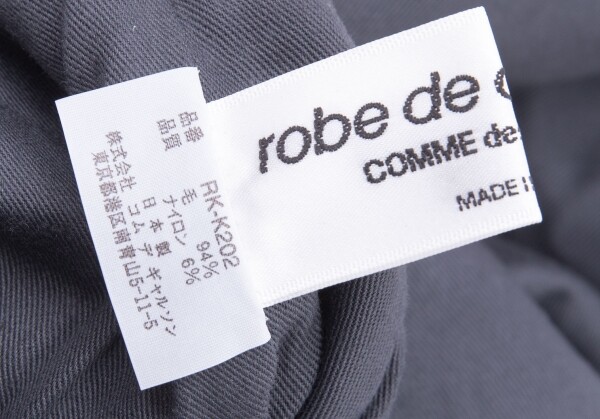 robe de
COMME des
MADE I
品番 RK-K202
品質 毛 94%
ナイロン 6%
日本製
株式会社 コム デ ギャルソン
東京都港区南青山5-11-5